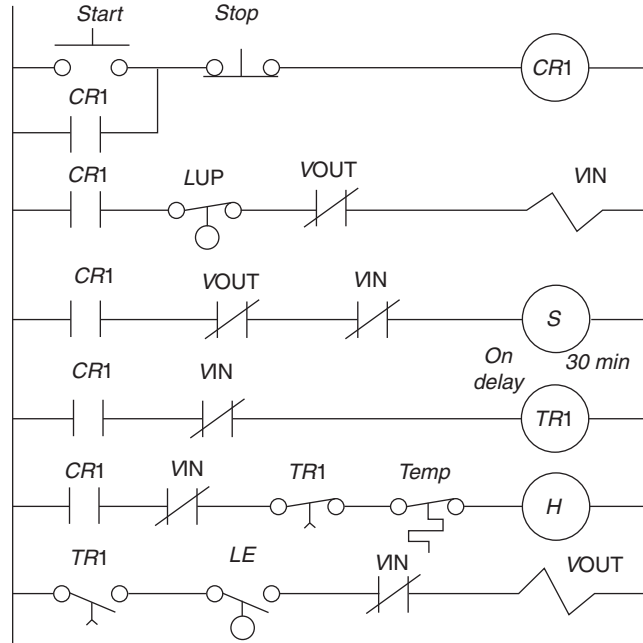 Start Stop
CR1
CR1
CR1 LUP VOUT VIN
CR1 VOUT VIN
S
CR1 VIN On delay 30 min
TR1
CR1 VIN TR1 Temp
H
TR1 LE VIN VOUT